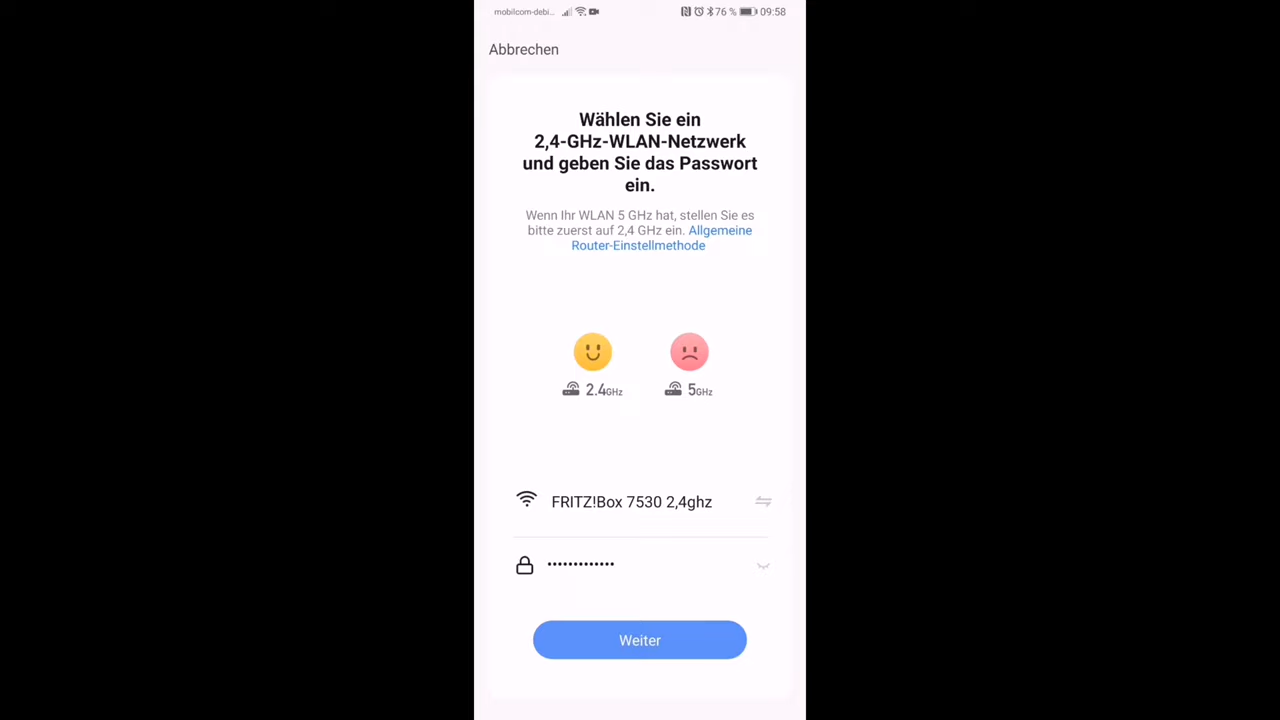 mobilcom-debi... 76 % 09:58
Abbrechen
Wählen Sie ein
2,4-GHz-WLAN-Netzwerk
und geben Sie das Passwort
ein.
Wenn Ihr WLAN 5 GHz hat, stellen Sie es
bitte zuerst auf 2,4 GHz ein. Allgemeine
Router-Einstellmethode
2.4GHz 5GHz
FRITZ!Box 7530 2,4ghz
•••••••••••••
Weiter